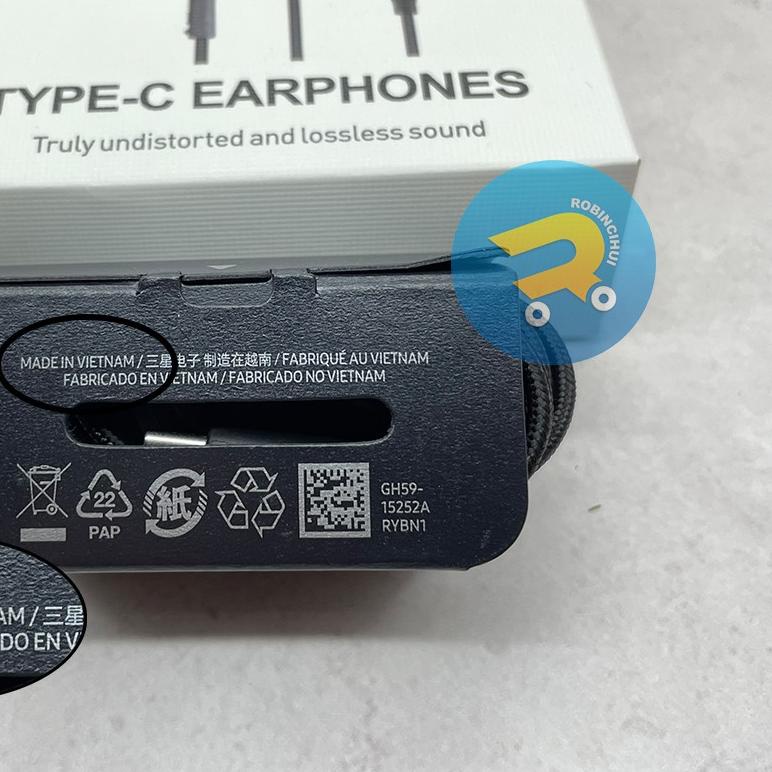 TYPE-C EARPHONES
Truly undistorted and lossless sound
ROBINCIHUI
MADE IN VIETNAM / 三星电子 制造在越南 / FABRIQUÉ AU VIETNAM
FABRICADO EN VIETNAM / FABRICADO NO VIETNAM
22
PAP
紙
GH59-
15252A
RYBN1
AM / 三星
DO EN V